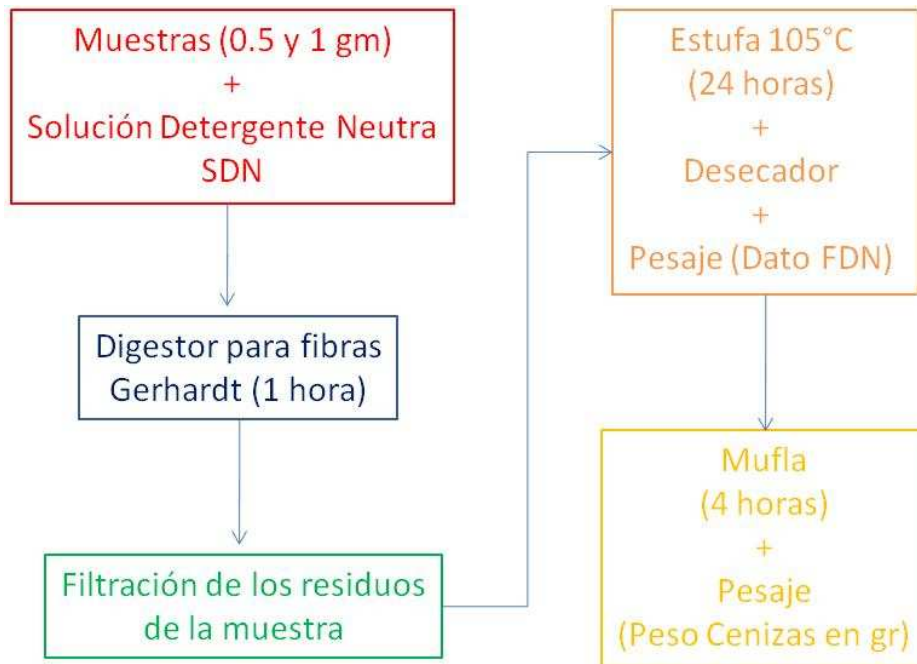 Muestras (0.5 y 1 gm)
+
Solución Detergente Neutra
SDN
Digestor para fibras
Gerhardt (1 hora)
Filtración de los residuos
de la muestra
Estufa 105°C
(24 horas)
+
Desecador
+
Pesaje (Dato FDN)
Mufla
(4 horas)
+
Pesaje
(Peso Cenizas en gr)